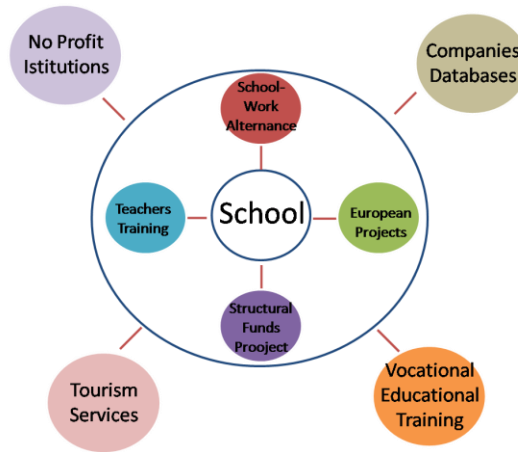 No Profit
Istitutions
Companies
Databases
School-
Work
Alternance
Teachers
Training
School
European
Projects
Structural
Funds
Prooject
Tourism
Services
Vocational
Educational
Training